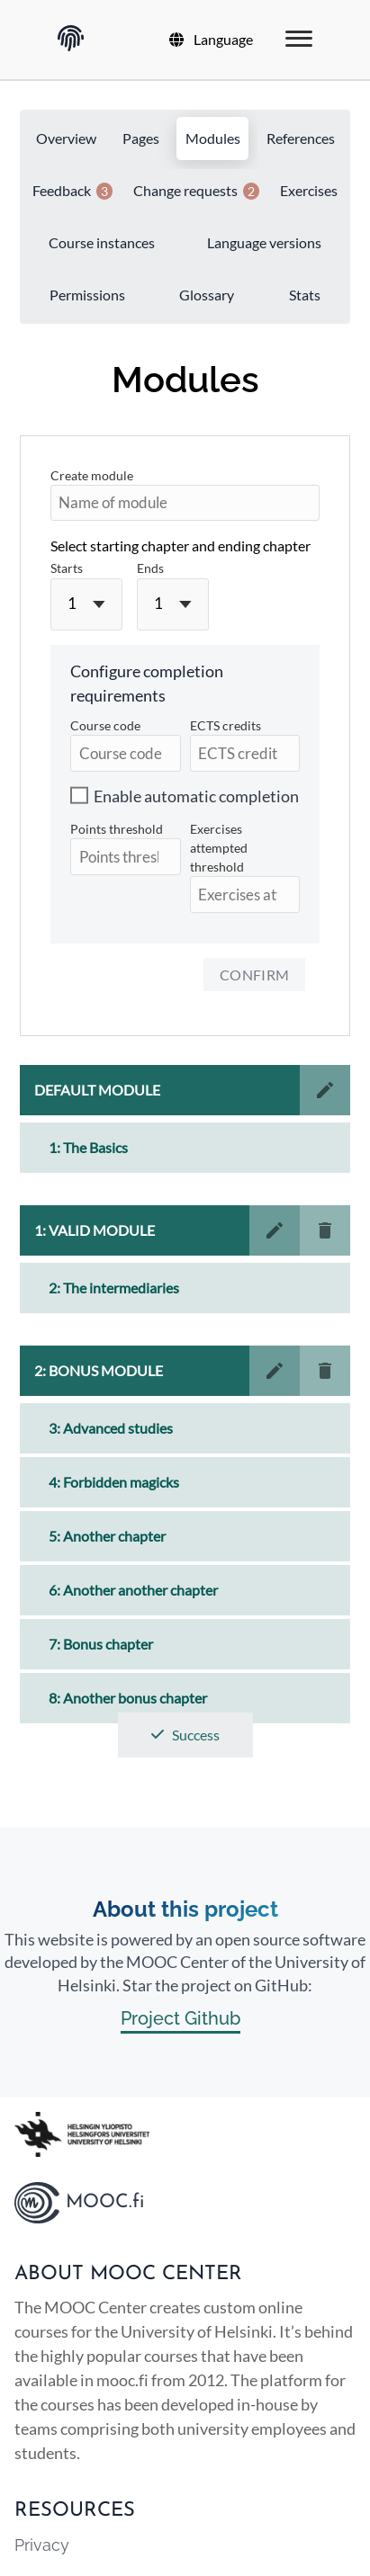 Language
Overview Pages Modules References
Feedback 3 Change requests 2 Exercises
Course instances Language versions
Permissions Glossary Stats
Modules
Create module
Name of module
Select starting chapter and ending chapter
Starts Ends
1 1
Configure completion
requirements
Course code ECTS credits
Course code ECTS credit
Enable automatic completion
Points threshold Exercises
attempted
threshold
Points thresl Exercises at
CONFIRM
DEFAULT MODULE
1: The Basics
1: VALID MODULE
2: The intermediaries
2: BONUS MODULE
3: Advanced studies
4: Forbidden magicks
5: Another chapter
6: Another another chapter
7: Bonus chapter
8: Another bonus chapter
Success
About this project
This website is powered by an open source software
developed by the MOOC Center of the University of
Helsinki. Star the project on GitHub:
Project Github
HELSINGIN YLIOPISTO
HELSINGFORS UNIVERSITET
UNIVERSITY OF HELSINKI
MOOC.fi
ABOUT MOOC CENTER
The MOOC Center creates custom online
courses for the University of Helsinki. It’s behind
the highly popular courses that have been
available in mooc.fi from 2012. The platform for
the courses has been developed in-house by
teams comprising both university employees and
students.
RESOURCES
Privacy